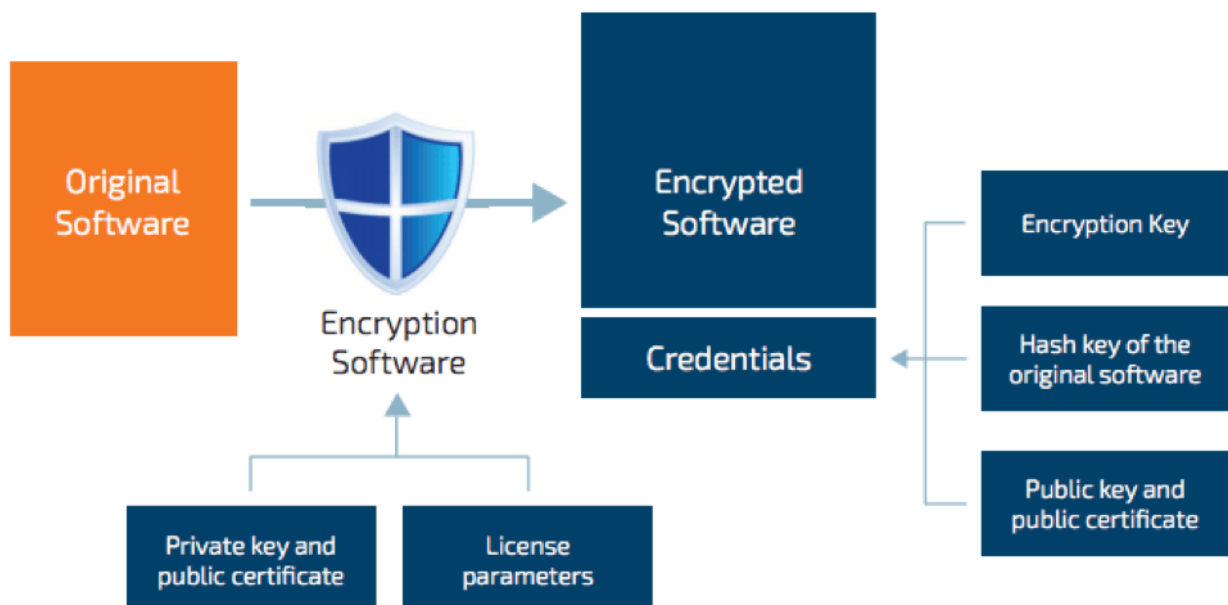 Original
Software
Encryption
Software
Encrypted
Software
Credentials
Encryption Key
Hash key of the
original software
Public key and
public certificate
Private key and
public certificate
License
parameters